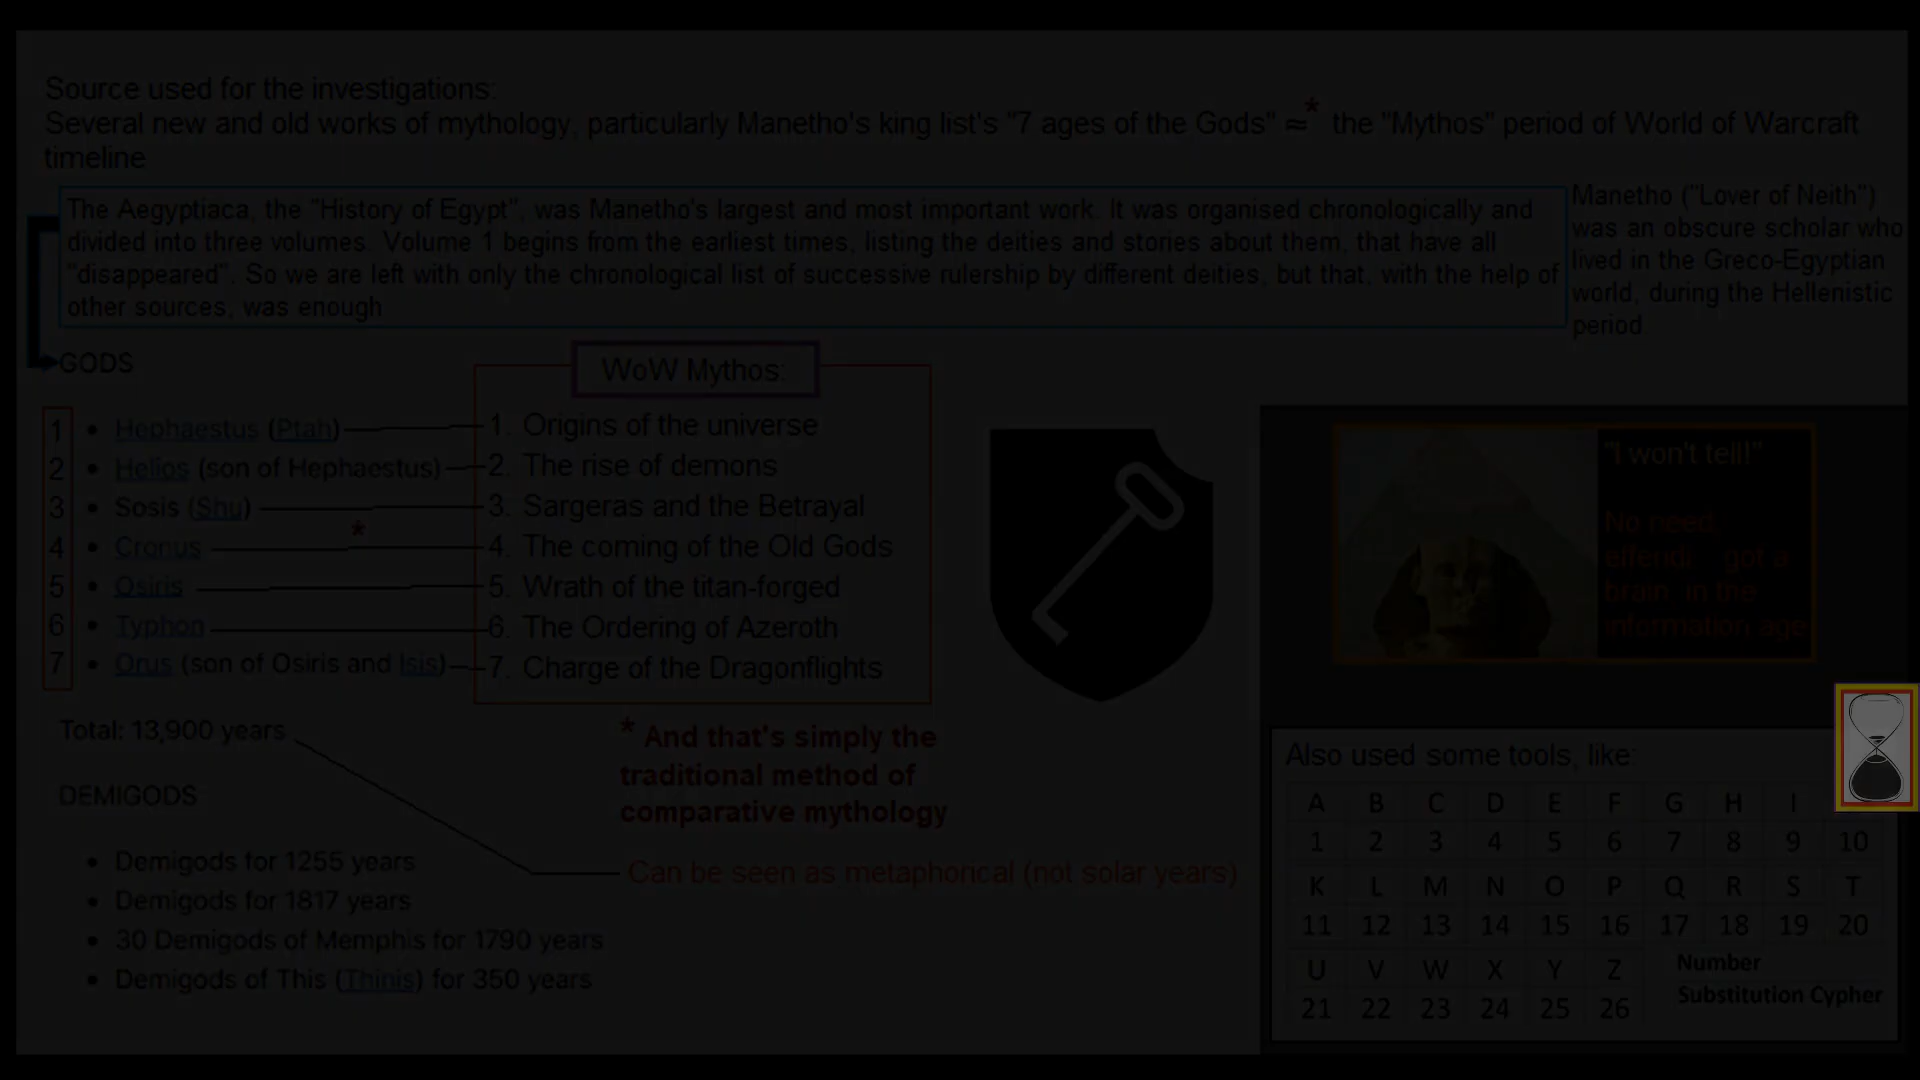 Source used for the investigations:
Several new and old works of mythology, particularly Manetho's king list's "7 ages of the Gods" ≈* the "Mythos" period of World of Warcraft
timeline
The Aegyptiaca, the "History of Egypt", was Manetho's largest and most important work. It was organised chronologically and
divided into three volumes. Volume 1 begins from the earliest times, listing the deities and stories about them, that have all
"disappeared". So we are left with only the chronological list of successive rulership by different deities, but that, with the help of
other sources, was enough
Manetho ("Lover of Neith")
was an obscure scholar who
lived in the Greco-Egyptian
world, during the Hellenistic
period
GODS
1 • Hephaestus (Ptah)
2 • Helios (son of Hephaestus)
3 • Sosis (Shu)
*
4 • Cronus
5 • Osiris
6 • Typhon
7 • Orus (son of Osiris and Isis)
WoW Mythos:
1. Origins of the universe
2. The rise of demons
3. Sargeras and the Betrayal
4. The coming of the Old Gods
5. Wrath of the titan-forged
6. The Ordering of Azeroth
7. Charge of the Dragonflights
"I won't tell!"
No need,
effendi.. got a
brain in the
information age
Total: 13,900 years
* And that's simply the
traditional method of
comparative mythology
Can be seen as metaphorical (not solar years)
DEMIGODS
• Demigods for 1255 years
• Demigods for 1817 years
• 30 Demigods of Memphis for 1790 years
• Demigods of This (Thinis) for 350 years
Also used some tools, like:
A B C D E F G H I
1 2 3 4 5 6 7 8 9 10
K L M N O P Q R S T
11 12 13 14 15 16 17 18 19 20
U V W X Y Z
21 22 23 24 25 26
Number
Substitution Cypher